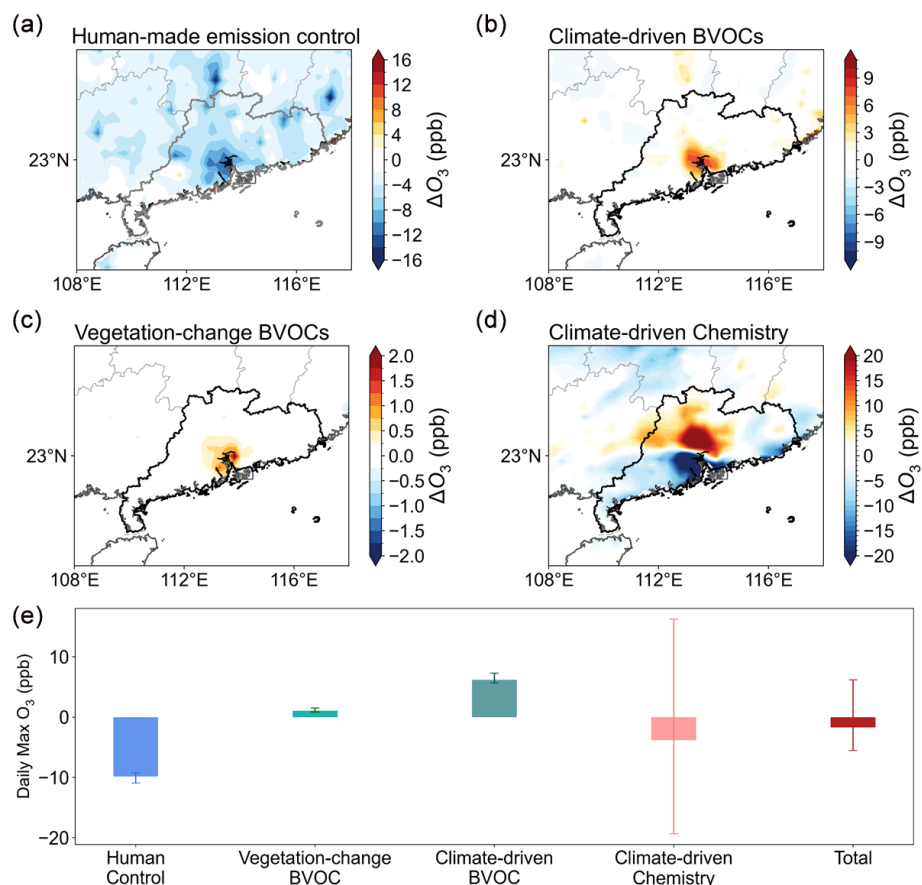 (a)
Human-made emission control
16
12
8
4
0
−4
−8
−12
−16
ΔO3 (ppb)
23°N
108°E
112°E
116°E
(b)
Climate-driven BVOCs
9
6
3
0
−3
−6
−9
ΔO3 (ppb)
23°N
108°E
112°E
116°E
(c)
Vegetation-change BVOCs
2.0
1.5
1.0
0.5
0.0
−0.5
−1.0
−1.5
−2.0
ΔO3 (ppb)
23°N
108°E
112°E
116°E
(d)
Climate-driven Chemistry
20
15
10
5
0
−5
−10
−15
−20
ΔO3 (ppb)
23°N
108°E
112°E
116°E
(e)
Daily Max O3 (ppb)
10
0
−10
−20
Human
Control
Vegetation-change
BVOC
Climate-driven
BVOC
Climate-driven
Chemistry
Total